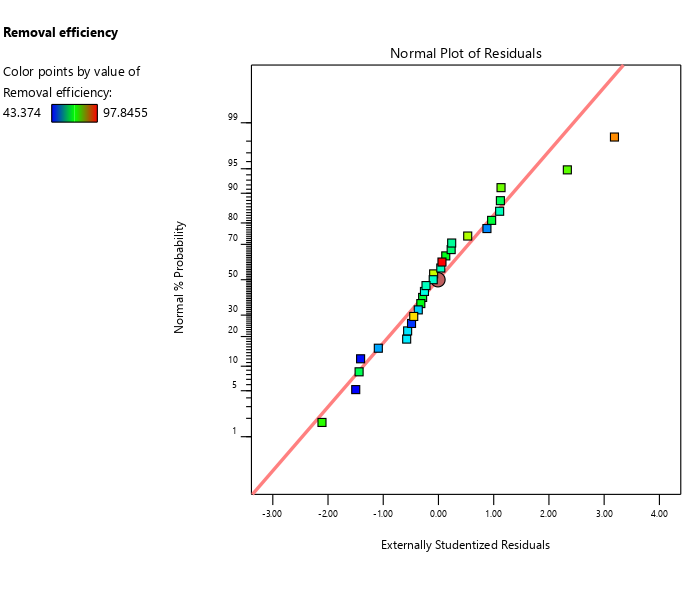 Removal efficiency
Color points by value of
Removal efficiency:
43.374 97.8455
Normal Plot of Residuals
99
95
90
80
70
50
30
20
10
5
1
Normal % Probability
-3.00 -2.00 -1.00 0.00 1.00 2.00 3.00 4.00
Externally Studentized Residuals